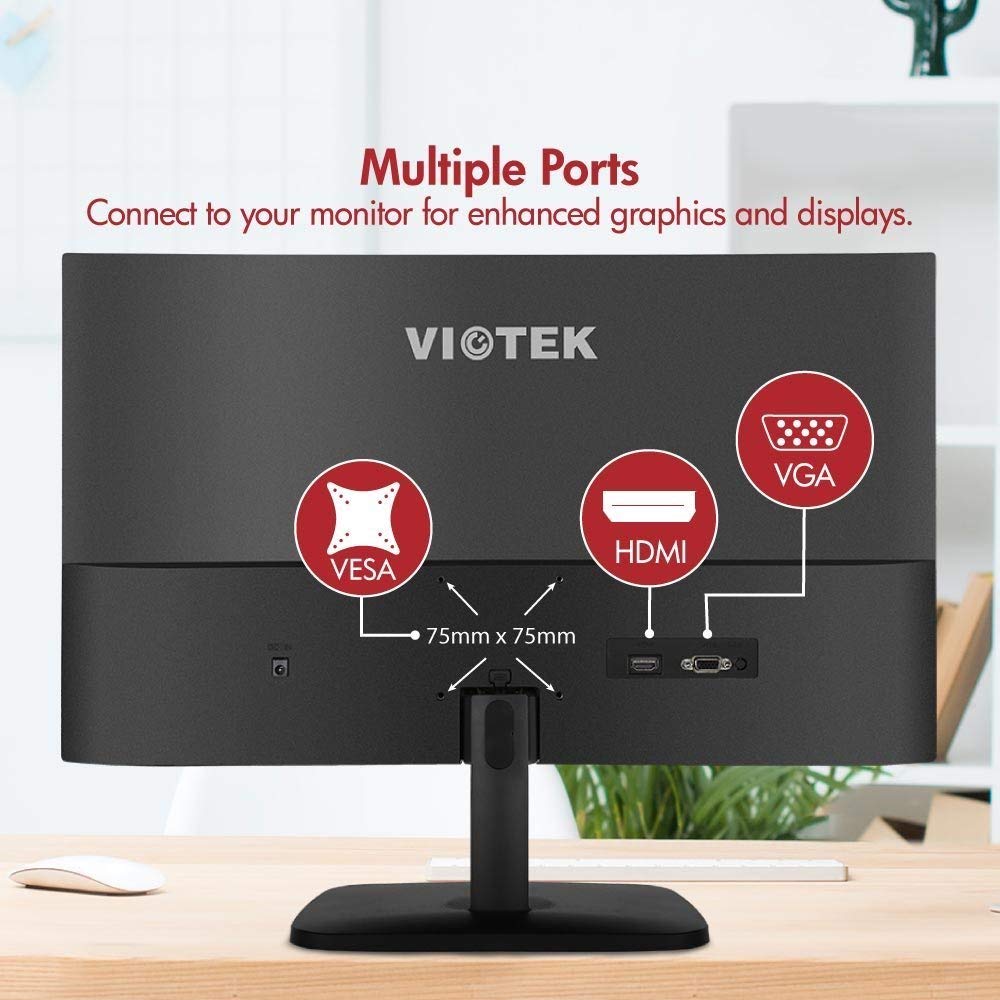 Multiple Ports
Connect to your monitor for enhanced graphics and displays.
VIOTEK
VGA
HDMI
VESA
75mm x 75mm